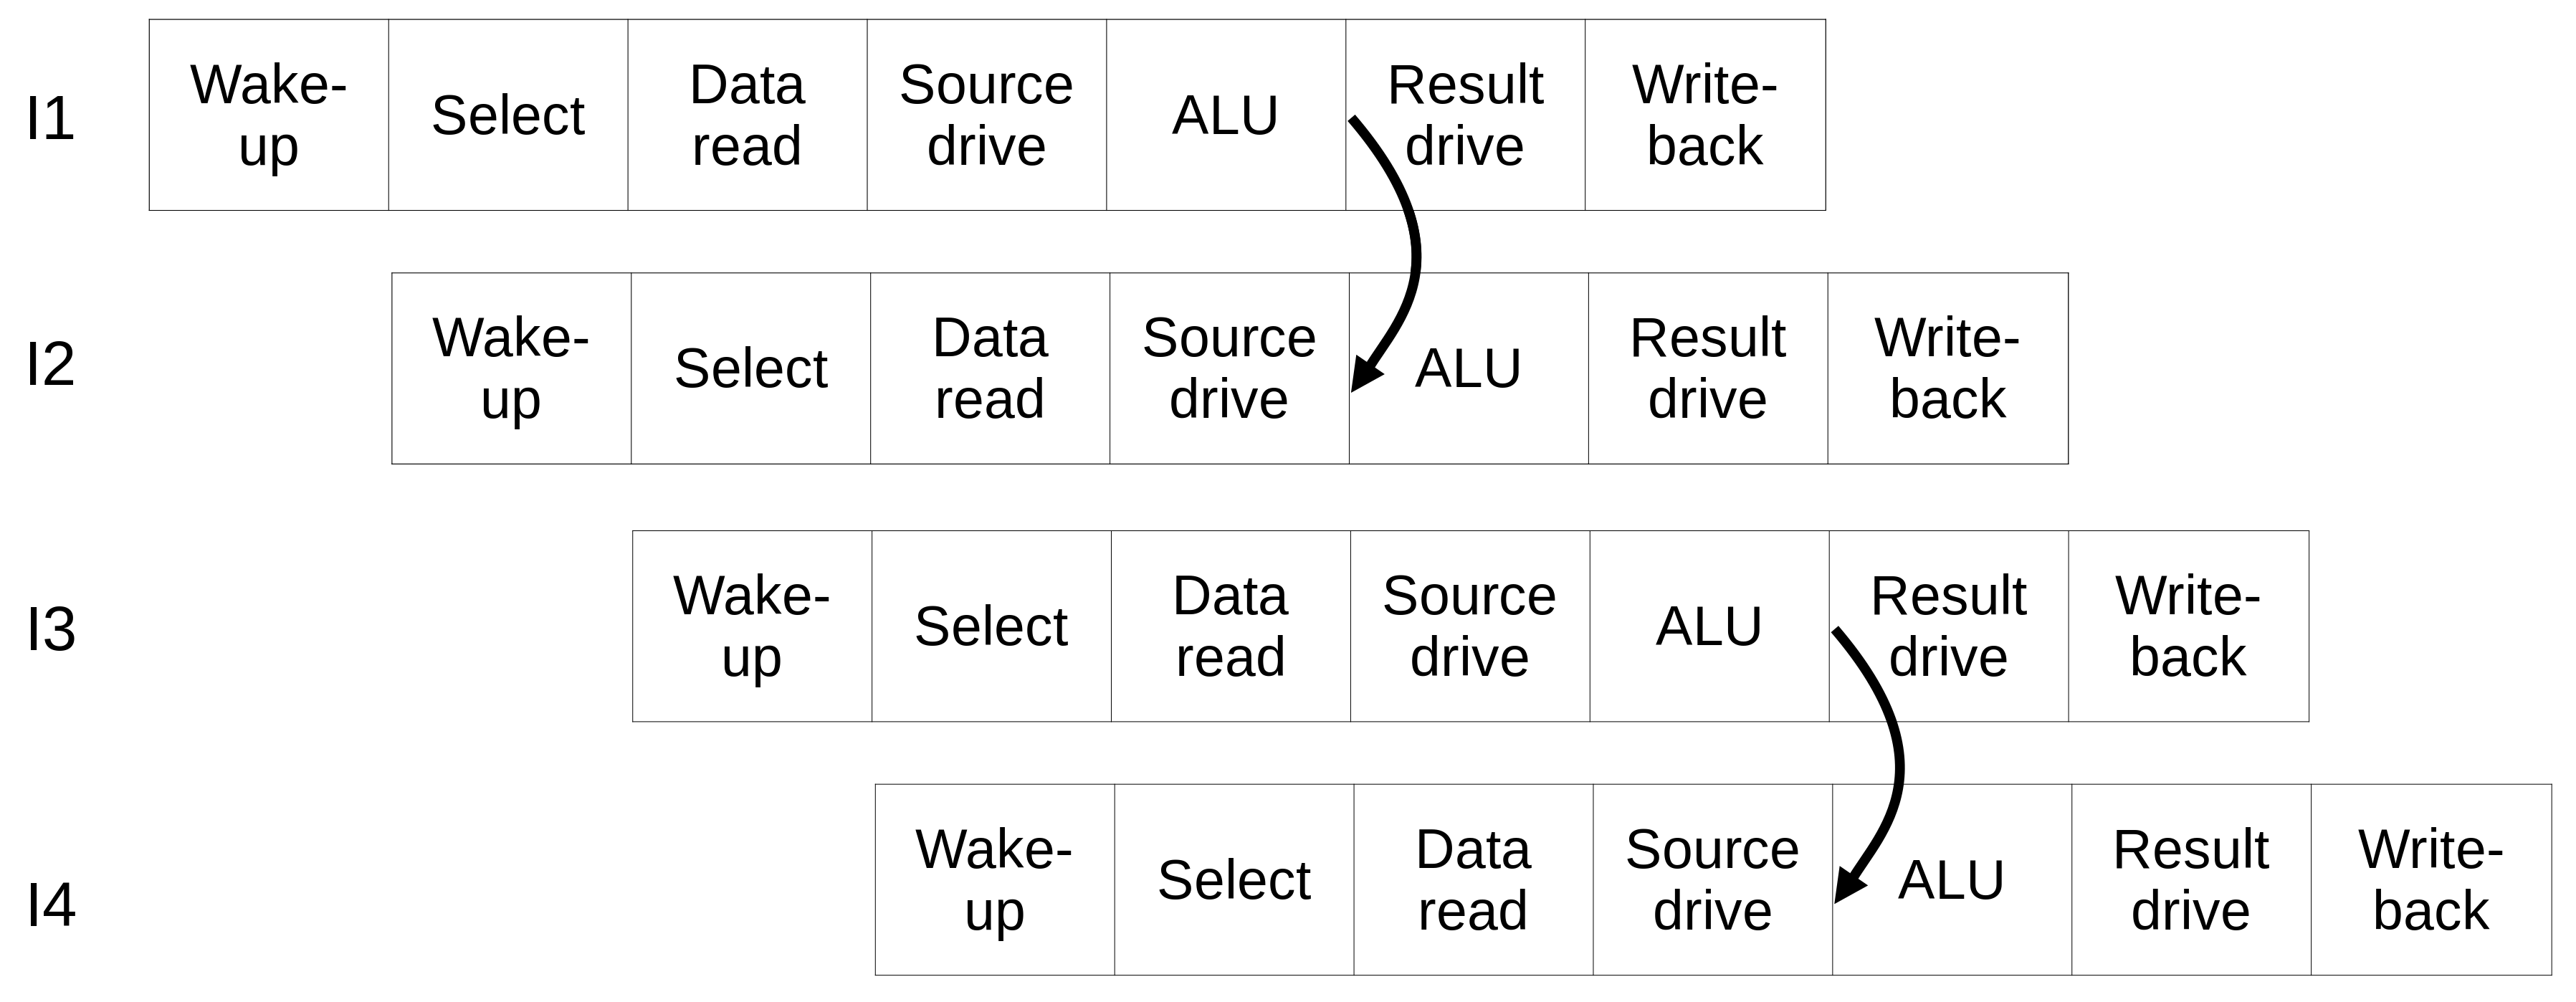 I1
Wake-
up
Select
Data
read
Source
drive
ALU
Result
drive
Write-
back
I2
Wake-
up
Select
Data
read
Source
drive
ALU
Result
drive
Write-
back
I3
Wake-
up
Select
Data
read
Source
drive
ALU
Result
drive
Write-
back
I4
Wake-
up
Select
Data
read
Source
drive
ALU
Result
drive
Write-
back